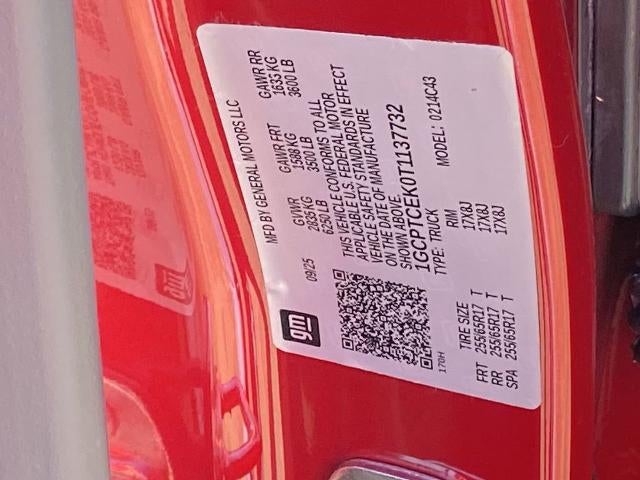 MFD BY GENERAL MOTORS LLC
09/25
GVWR
2835 KG
6250 LB
GAWR FRT
1588 KG
3500 LB
GAWR RR
1635 KG
3600 LB
THIS VEHICLE CONFORMS TO ALL
APPLICABLE U.S. FEDERAL MOTOR
VEHICLE SAFETY STANDARDS IN EFFECT
ON THE DATE OF MANUFACTURE
SHOWN ABOVE.
1GCPTCEK0T1137732
TYPE: TRUCK MODEL: 0214C43
gm
170H
TIRE SIZE RIM
FRT 255/65R17 T 17X8J
RR 255/65R17 T 17X8J
SPA 255/65R17 T 17X8J